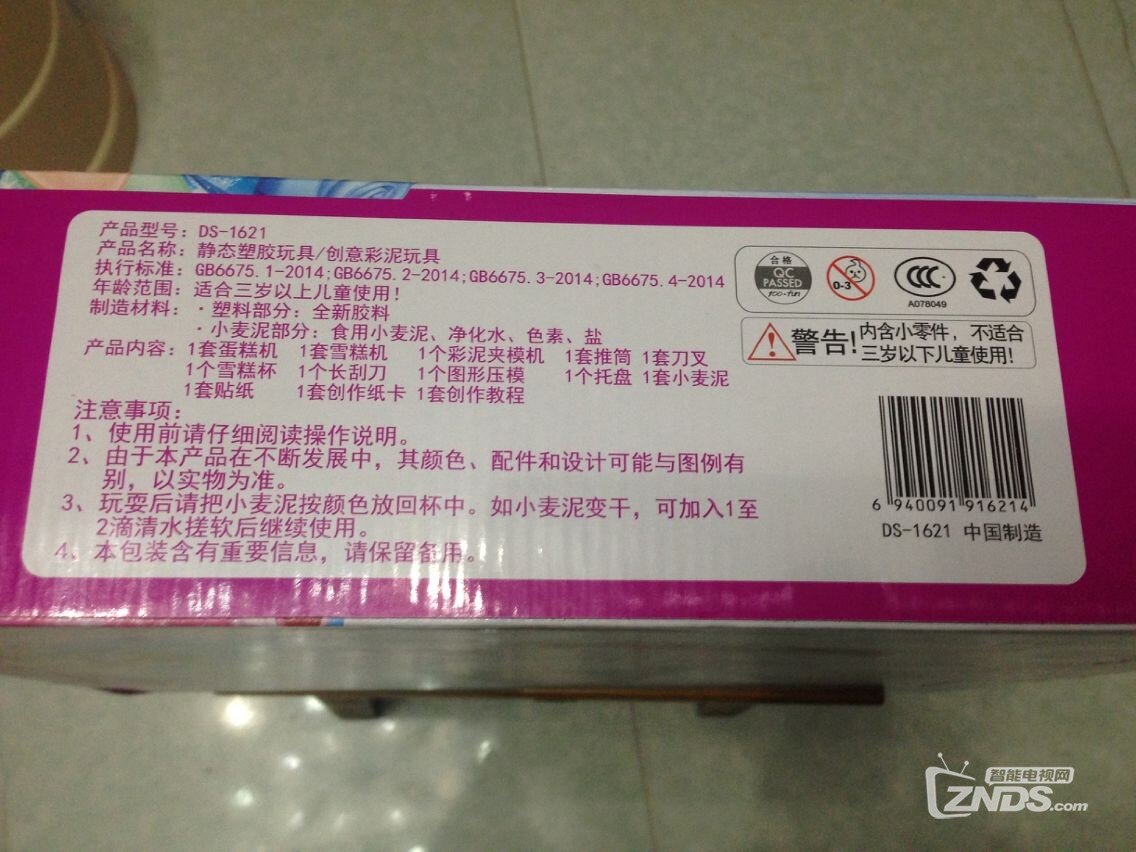 产品型号：DS-1621
产品名称：静态塑胶玩具/创意彩泥玩具
执行标准：GB6675.1-2014;GB6675.2-2014;GB6675.3-2014;GB6675.4-2014
年龄范围：适合三岁以上儿童使用！
制造材料：·塑料部分：全新胶料
·小麦泥部分：食用小麦泥、净化水、色素、盐
产品内容：1套蛋糕机 1套雪糕机 1个彩泥夹模机 1套推筒 1套刀叉
1个雪糕杯 1个长刮刀 1个图形压模 1个托盘 1套小麦泥
1套贴纸 1套创作纸卡 1套创作教程
注意事项：
1、使用前请仔细阅读操作说明。
2、由于本产品在不断发展中，其颜色、配件和设计可能与图例有
别，以实物为准。
3、玩耍后请把小麦泥按颜色放回杯中。如小麦泥变干，可加入1至
2滴清水搓软后继续使用。
4、本包装含有重要信息，请保留备用。
合格
QC
PASSED
too-fun
0-3
CCC
A078049
警告!
内含小零件，不适合
三岁以下儿童使用!
6 940091 916214
DS-1621 中国制造
智能电视网
ZNDS.com